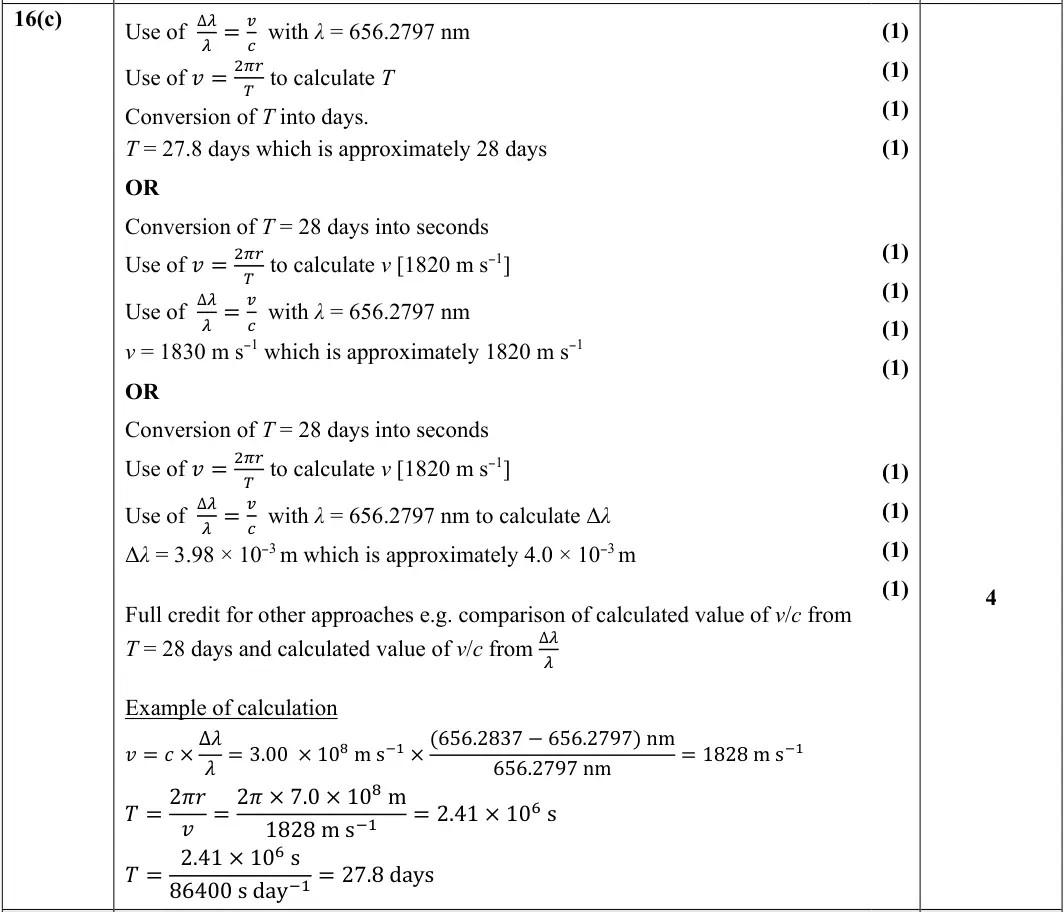 16(c)
Use of Δλ/λ = v/c with λ = 656.2797 nm (1)
Use of v = 2πr/T to calculate T (1)
Conversion of T into days. (1)
T = 27.8 days which is approximately 28 days (1)
OR
Conversion of T = 28 days into seconds (1)
Use of v = 2πr/T to calculate v [1820 m s⁻¹] (1)
Use of Δλ/λ = v/c with λ = 656.2797 nm (1)
v = 1830 m s⁻¹ which is approximately 1820 m s⁻¹ (1)
OR
Conversion of T = 28 days into seconds (1)
Use of v = 2πr/T to calculate v [1820 m s⁻¹] (1)
Use of Δλ/λ = v/c with λ = 656.2797 nm to calculate Δλ (1)
Δλ = 3.98 × 10⁻³ m which is approximately 4.0 × 10⁻³ m (1)
4
Full credit for other approaches e.g. comparison of calculated value of v/c from
T = 28 days and calculated value of v/c from Δλ/λ
Example of calculation
v = c × Δλ/λ = 3.00 × 10⁸ m s⁻¹ × (656.2837 − 656.2797) nm / 656.2797 nm = 1828 m s⁻¹
T = 2πr/v = 2π × 7.0 × 10⁸ m / 1828 m s⁻¹ = 2.41 × 10⁶ s
T = 2.41 × 10⁶ s / 86400 s day⁻¹ = 27.8 days